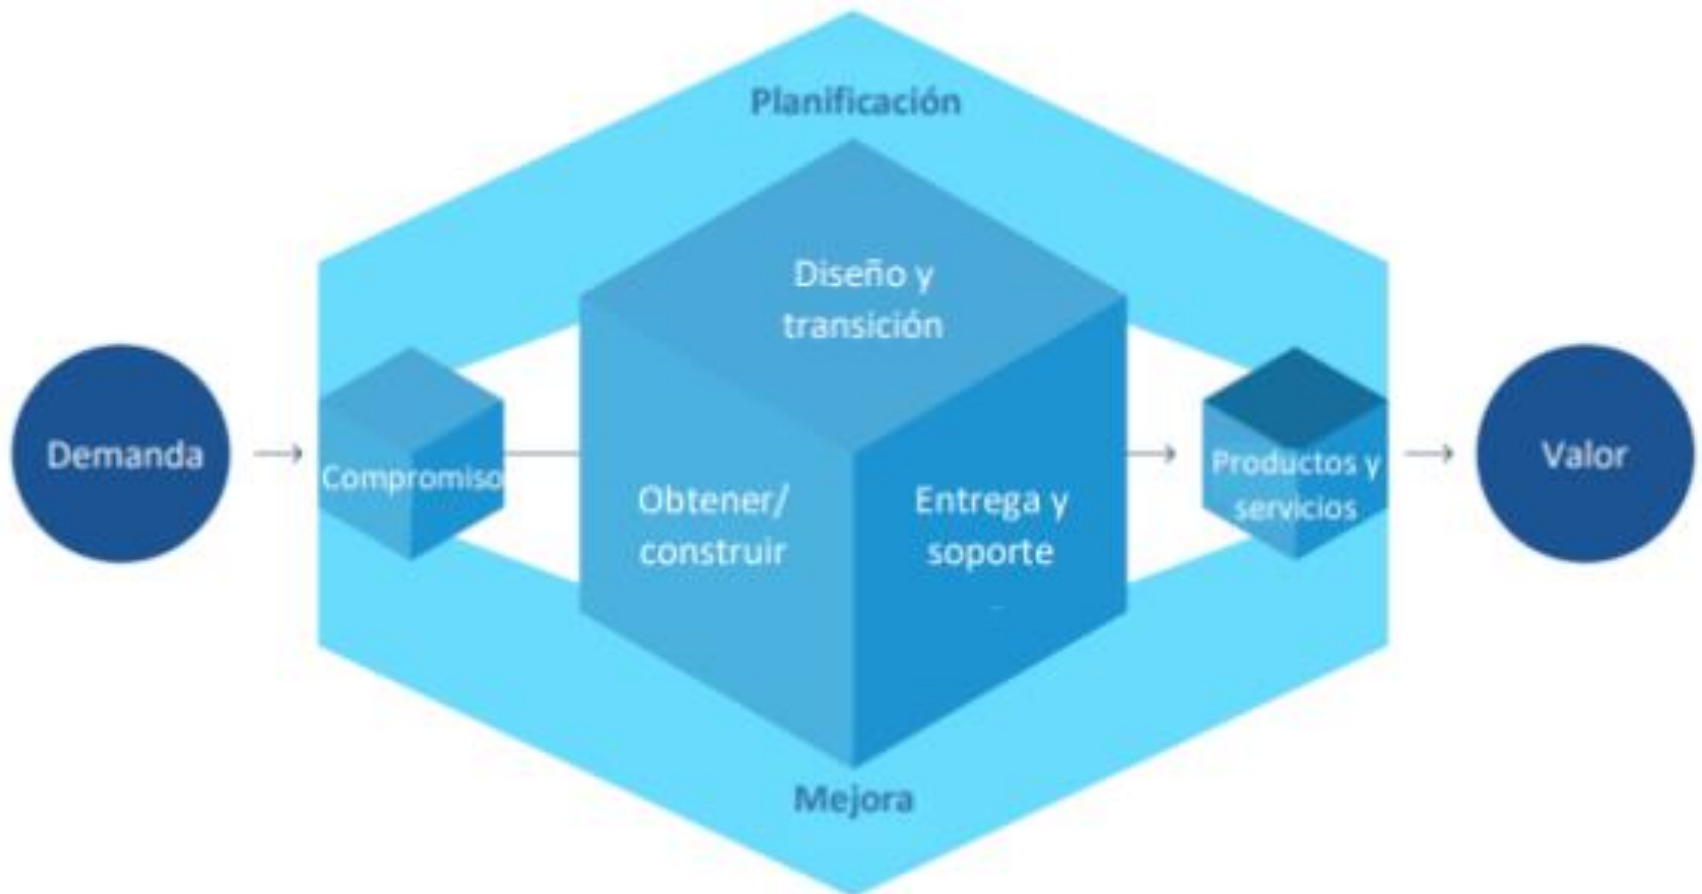 Planificación
Diseño y
transición
Demanda
Compromiso
Obtener/
construir
Entrega y
soporte
Productos y
servicios
Valor
Mejora